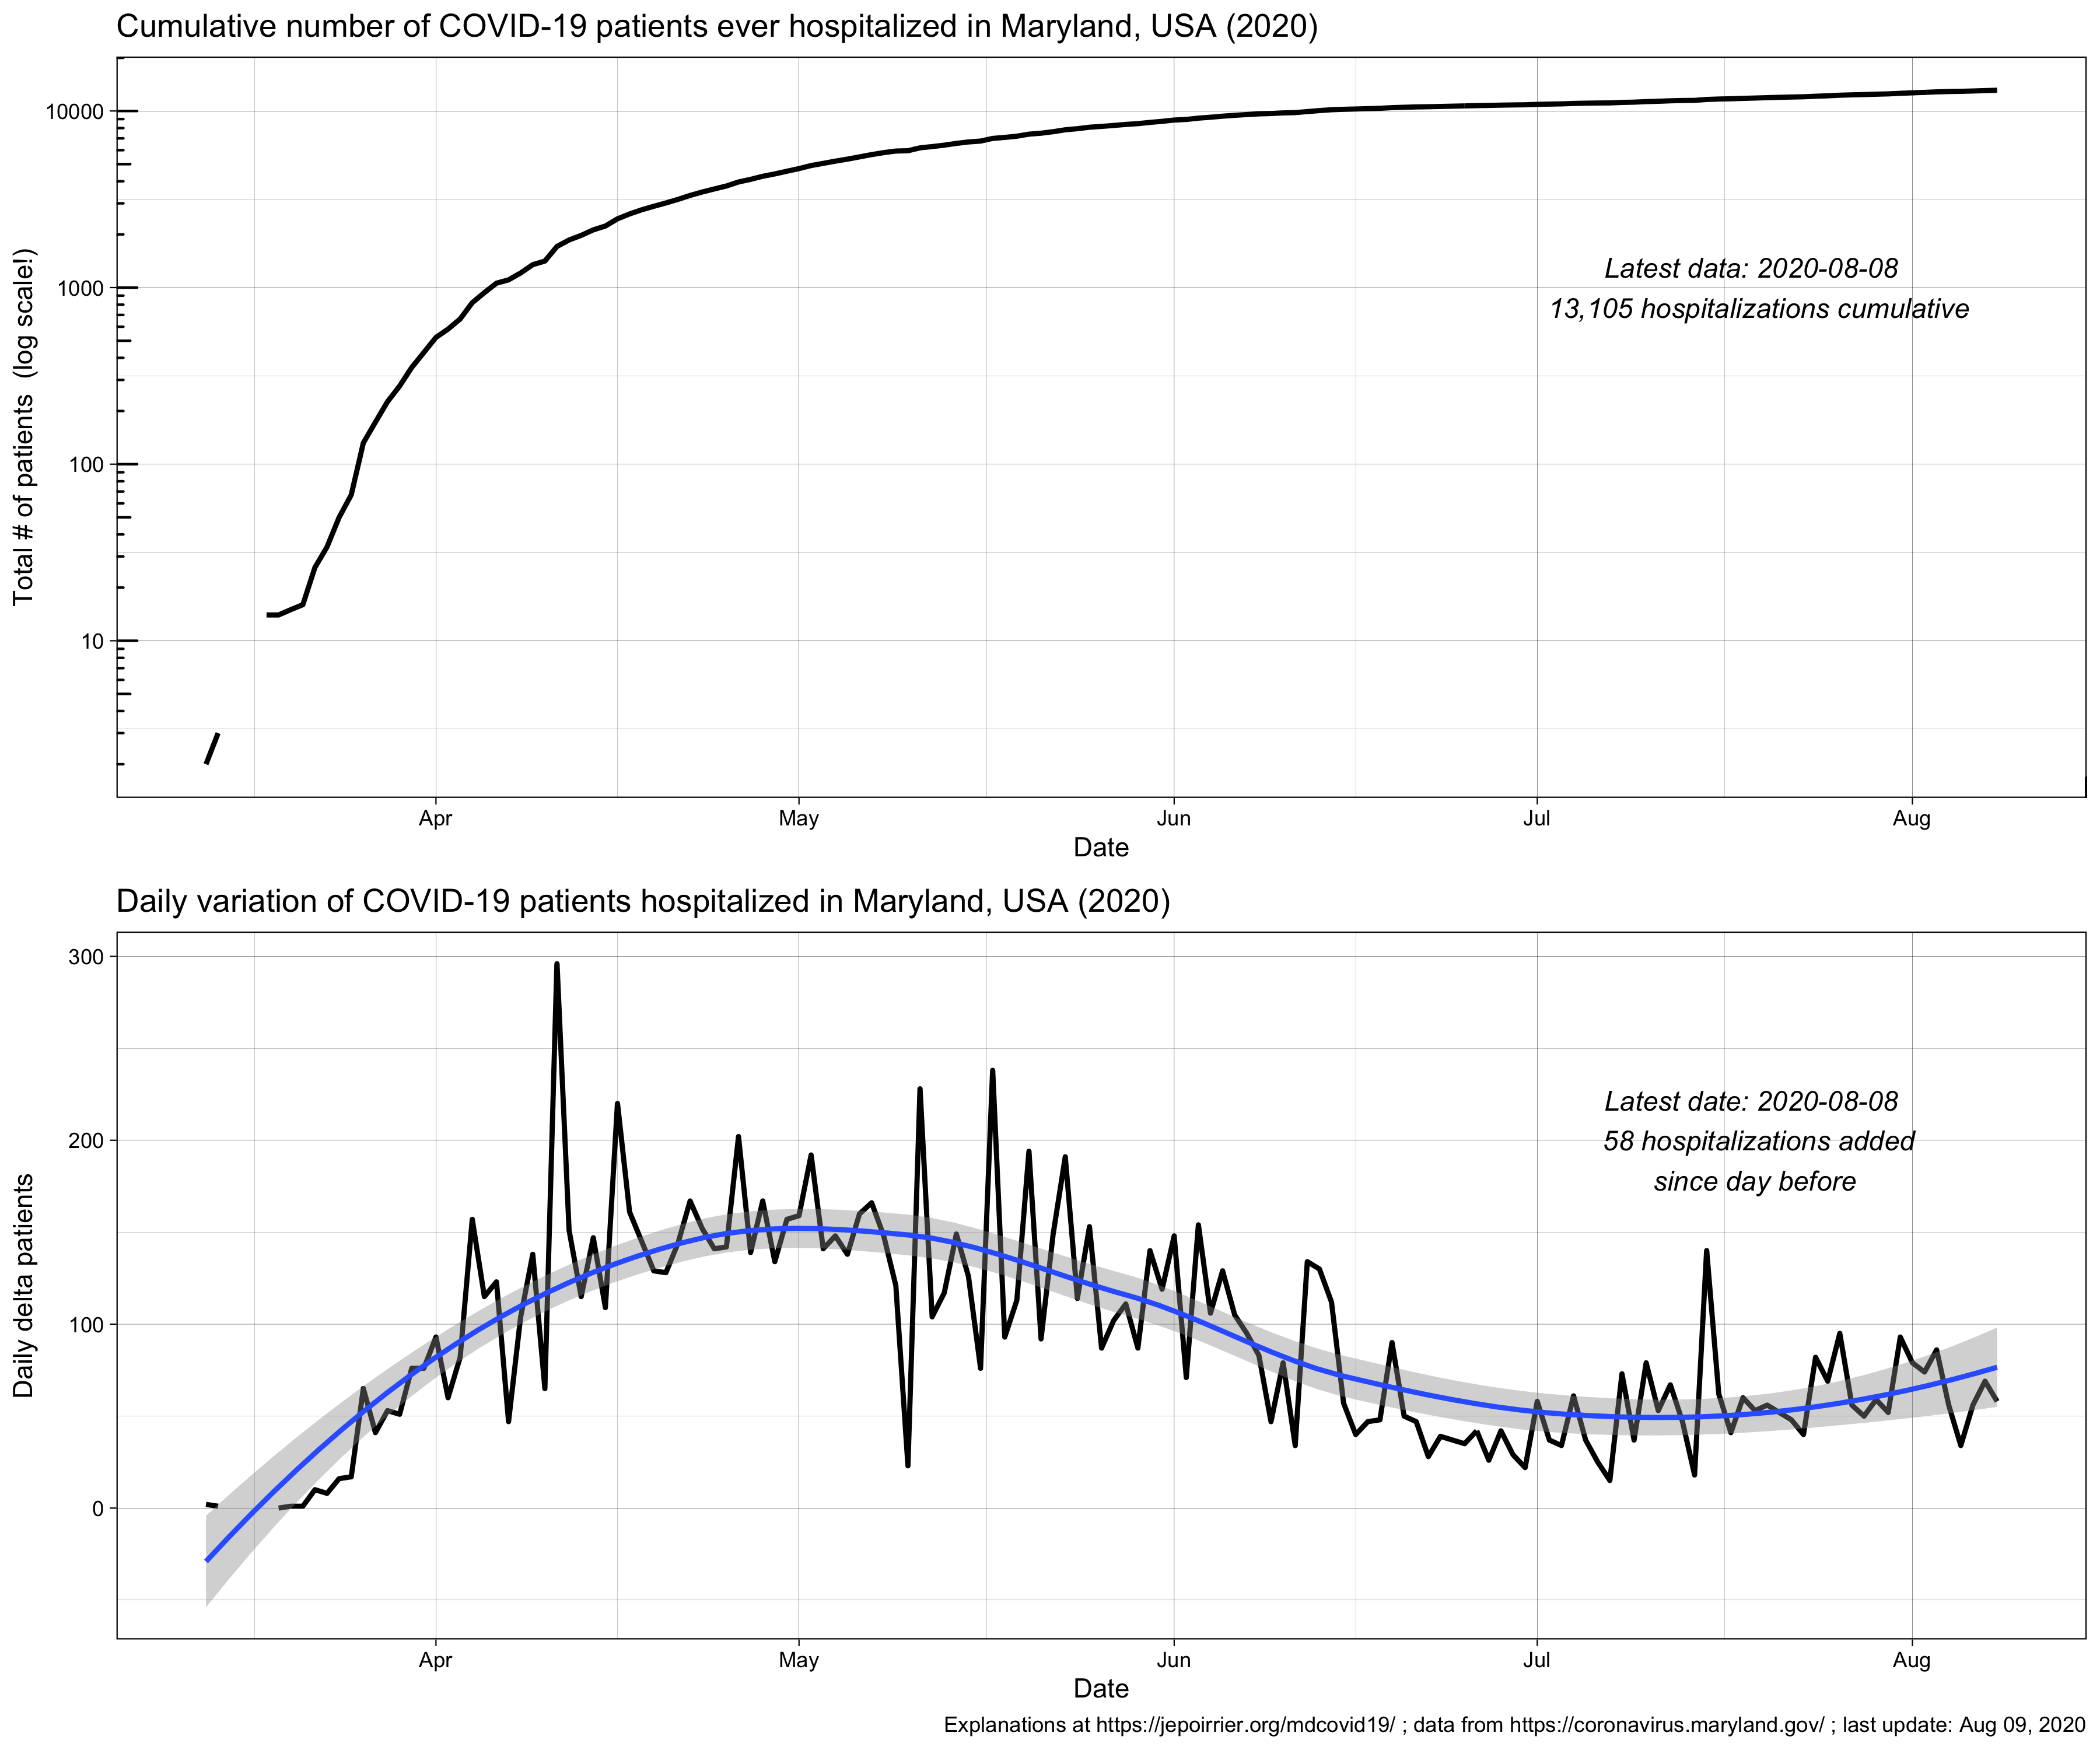 Cumulative number of COVID-19 patients ever hospitalized in Maryland, USA (2020)
Total # of patients  (log scale!)
10000
1000
100
10
Latest data: 2020-08-08
13,105 hospitalizations cumulative
Apr
May
Jun
Jul
Aug
Date
Daily variation of COVID-19 patients hospitalized in Maryland, USA (2020)
Daily delta patients
300
200
100
0
Latest date: 2020-08-08
58 hospitalizations added
since day before
Apr
May
Jun
Jul
Aug
Date
Explanations at https://jepoirrier.org/mdcovid19/ ; data from https://coronavirus.maryland.gov/ ; last update: Aug 09, 2020